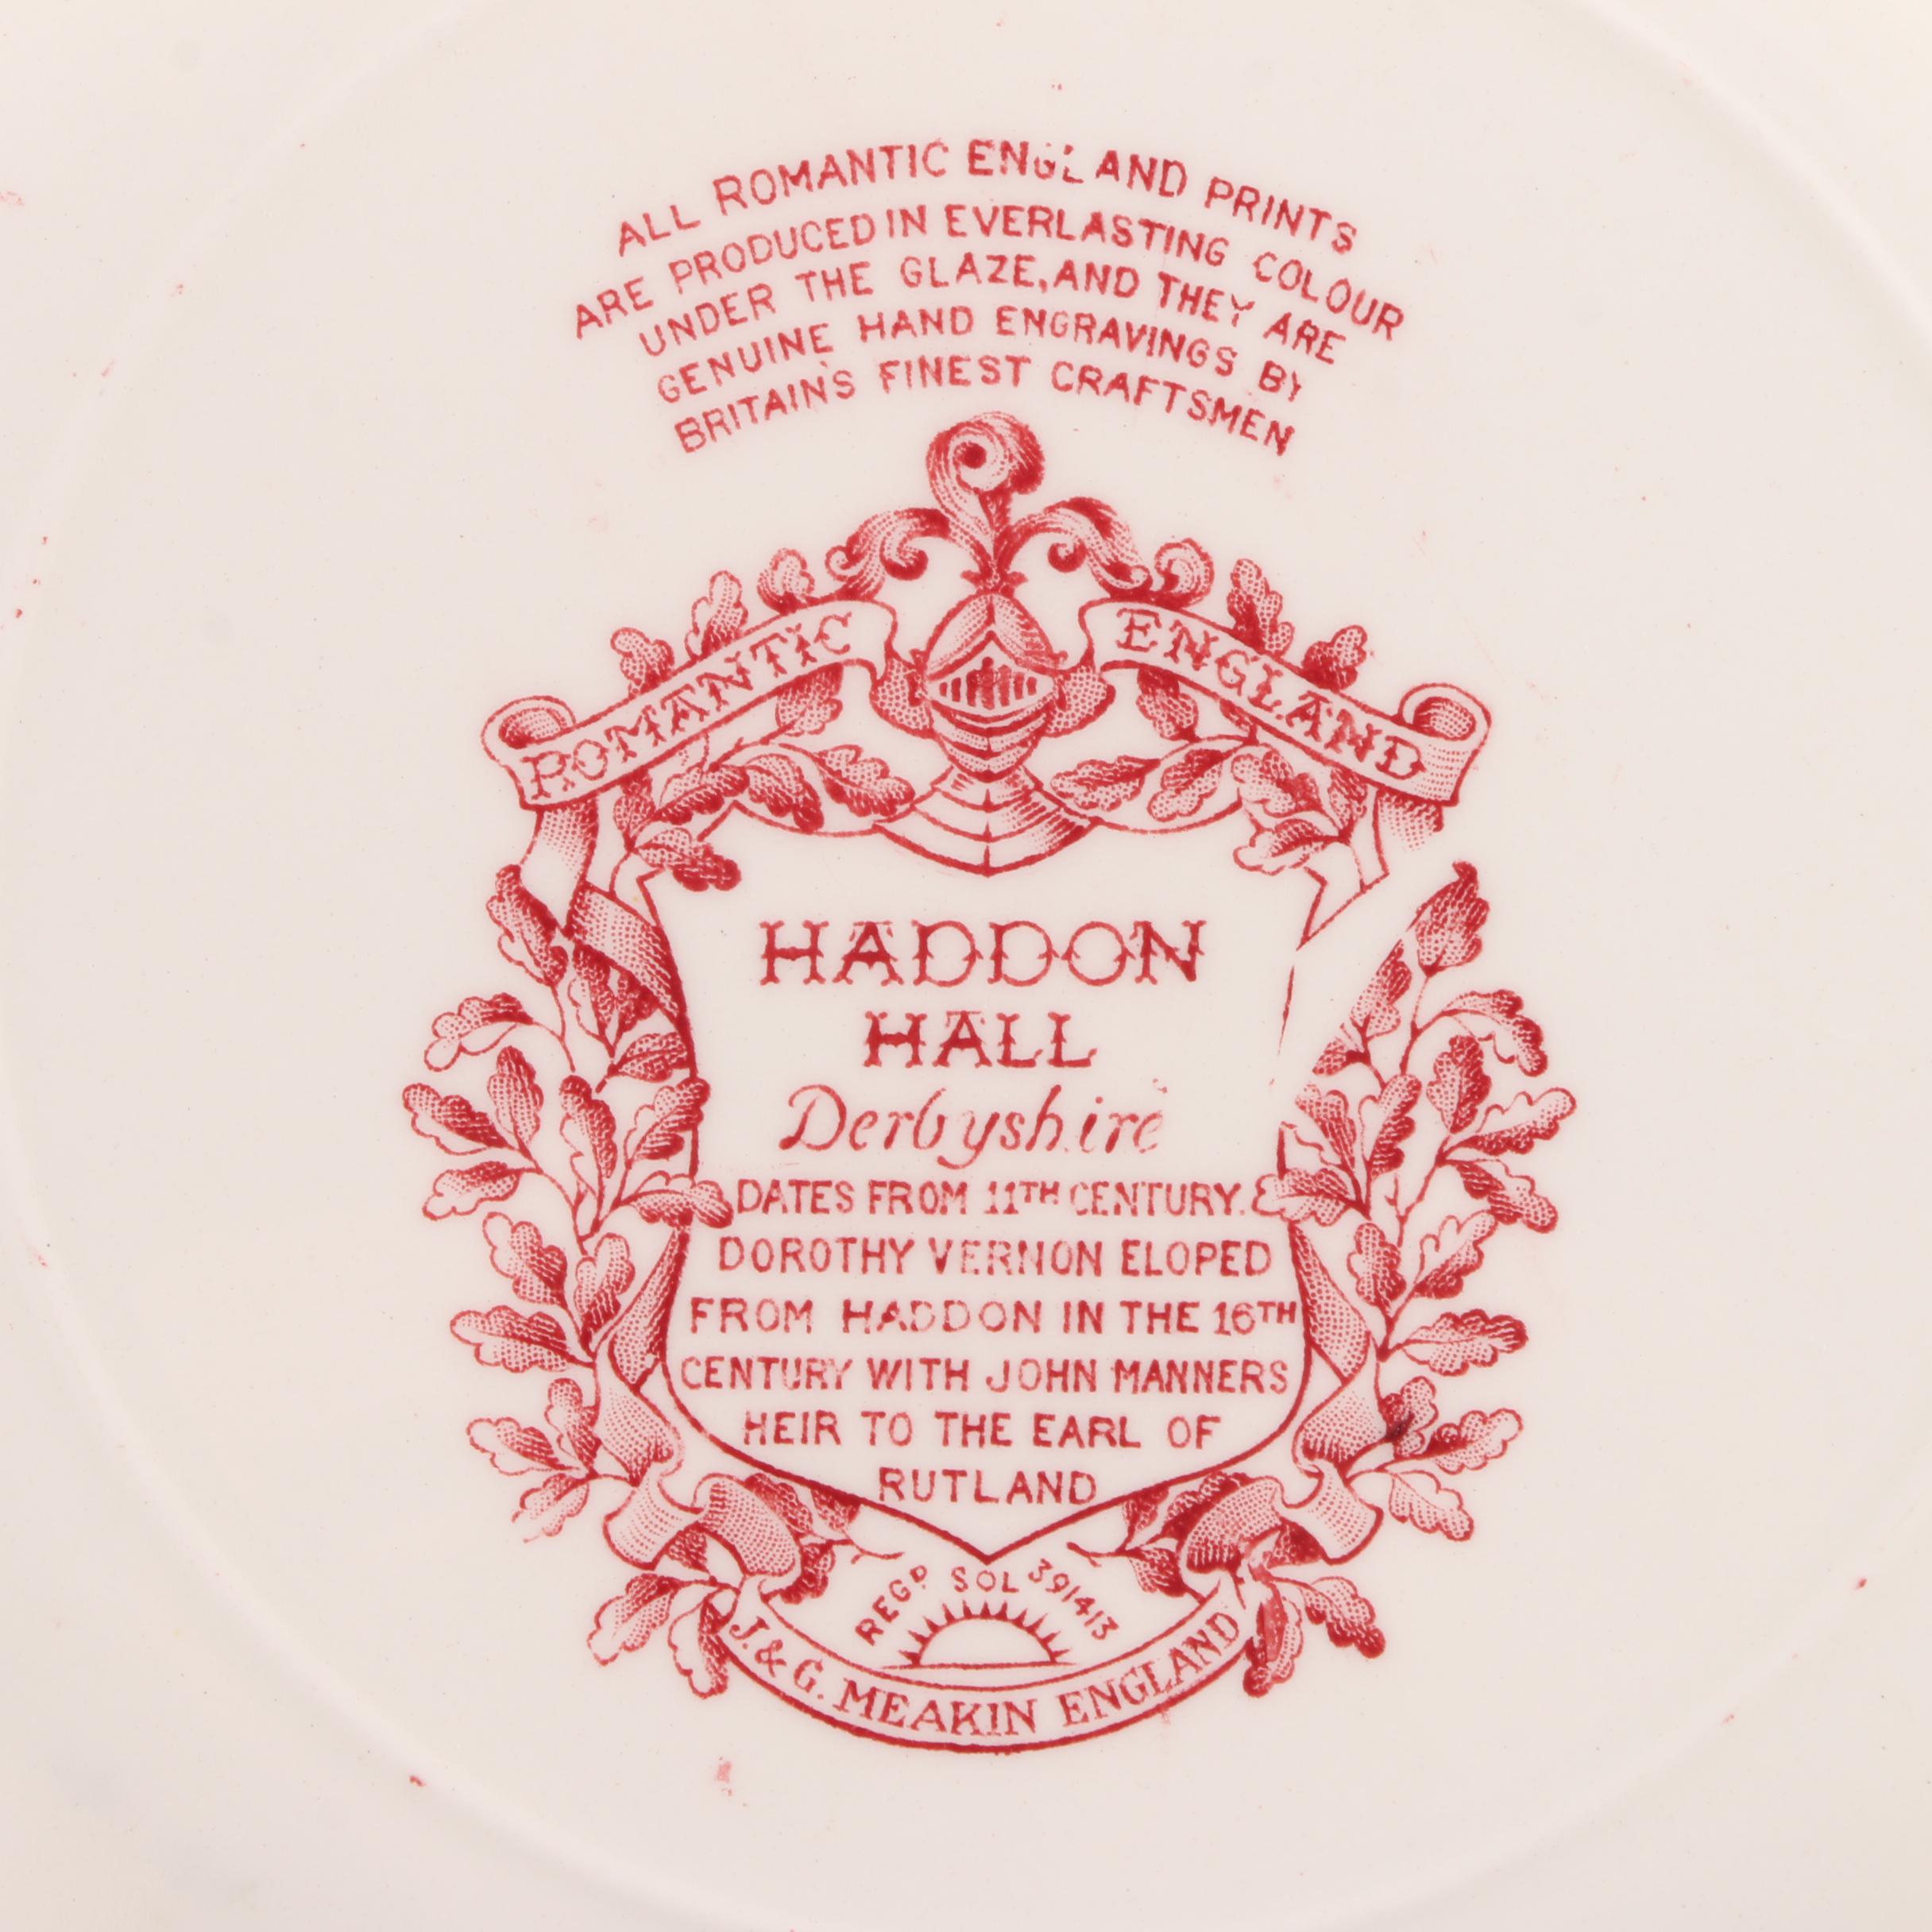 ALL ROMANTIC ENGLAND PRINTS
ARE PRODUCED IN EVERLASTING COLOUR
UNDER THE GLAZE, AND THEY ARE
GENUINE HAND ENGRAVINGS BY
BRITAIN'S FINEST CRAFTSMEN
ROMANTIC ENGLAND
HADDON
HALL
Derbyshire
DATES FROM 11TH CENTURY.
DOROTHY VERNON ELOPED
FROM HADDON IN THE 16TH
CENTURY WITH JOHN MANNERS
HEIR TO THE EARL OF
RUTLAND
REGD SOL 391413
J. & G. MEAKIN ENGLAND